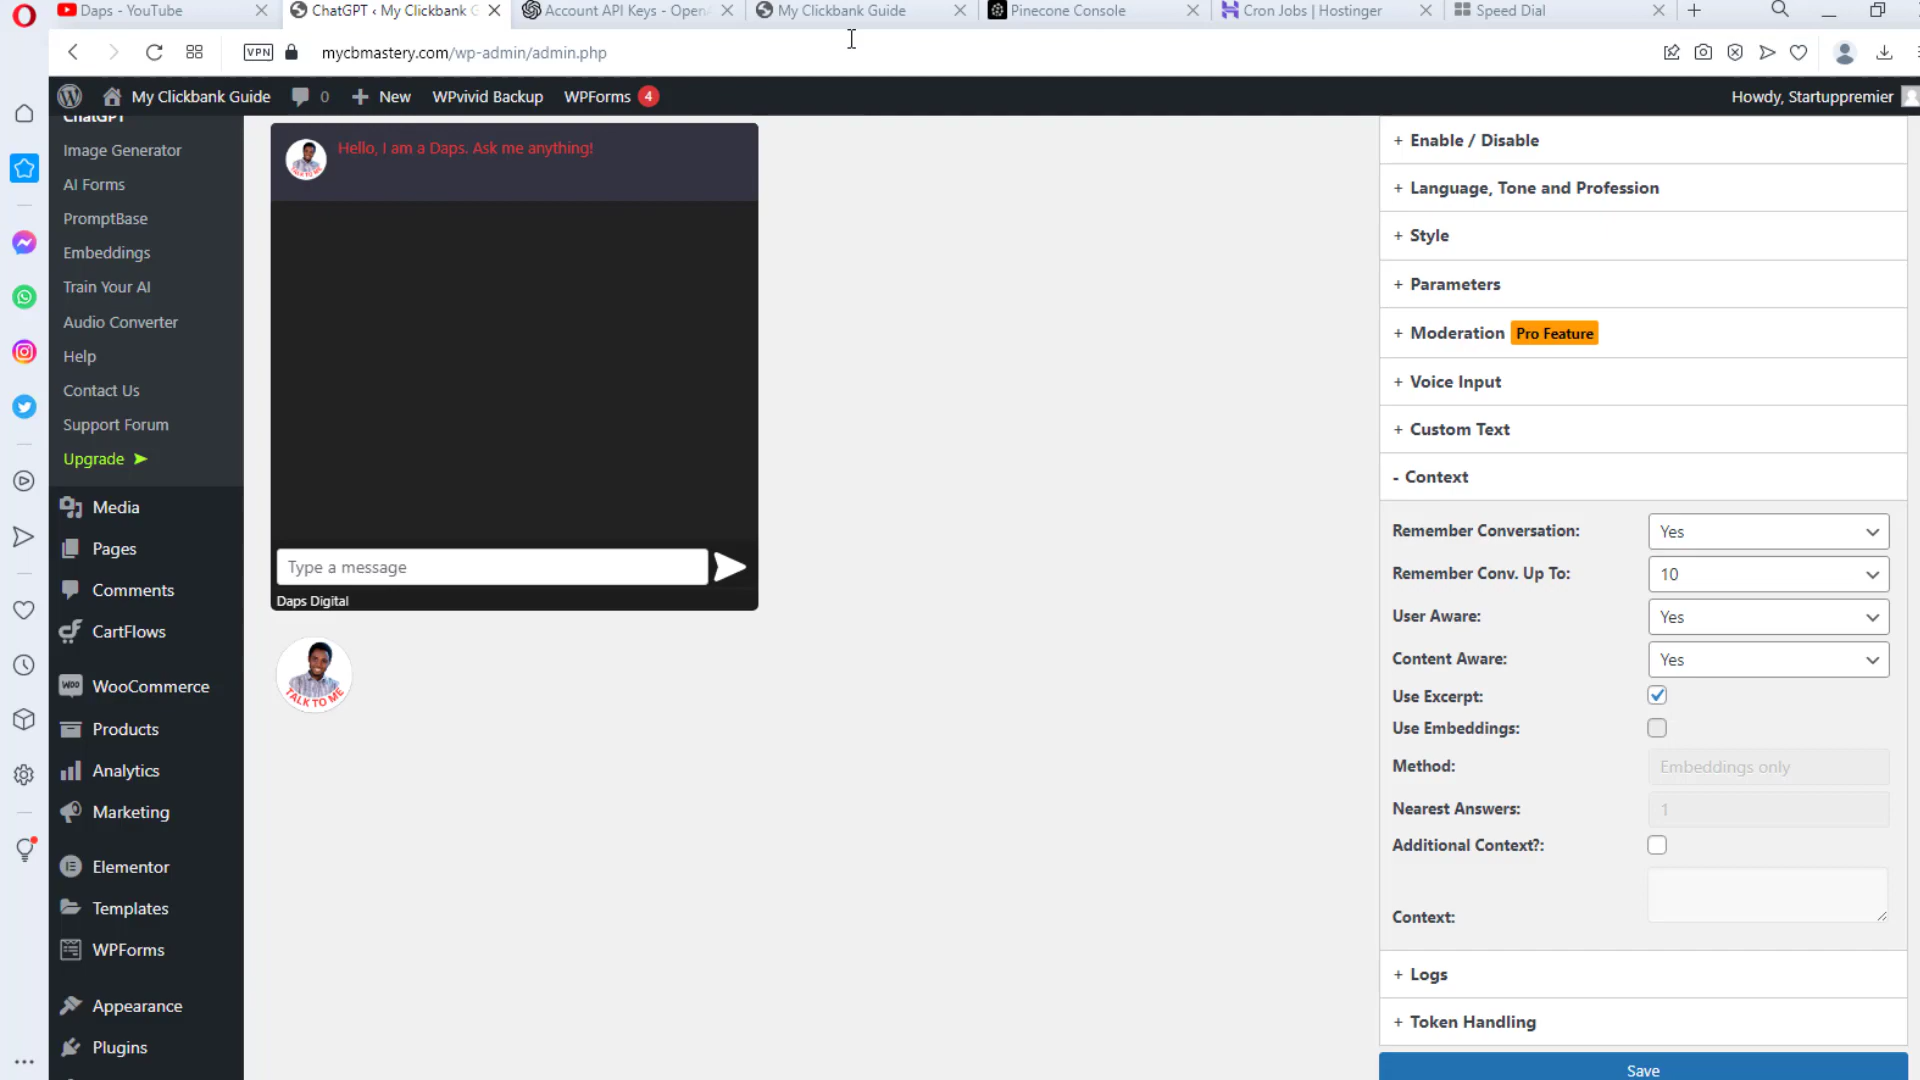 Daps - YouTube
ChatGPT ‹ My Clickbank G
Account API Keys - OpenA
My Clickbank Guide
Pinecone Console
Cron Jobs | Hostinger
Speed Dial
VPN
mycbmastery.com/wp-admin/admin.php
My Clickbank Guide
0
New
WPvivid Backup
WPForms 4
Howdy, Startuppremier
ChatGPT
Image Generator
AI Forms
PromptBase
Embeddings
Train Your AI
Audio Converter
Help
Contact Us
Support Forum
Upgrade ➤
Media
Pages
Comments
CartFlows
WooCommerce
Products
Analytics
Marketing
Elementor
Templates
WPForms
Appearance
Plugins
Hello, I am a Daps. Ask me anything!
TALK TO ME
Type a message
Daps Digital
TALK TO ME
+ Enable / Disable
+ Language, Tone and Profession
+ Style
+ Parameters
+ Moderation Pro Feature
+ Voice Input
+ Custom Text
- Context
Remember Conversation: Yes
Remember Conv. Up To: 10
User Aware: Yes
Content Aware: Yes
Use Excerpt:
Use Embeddings:
Method: Embeddings only
Nearest Answers: 1
Additional Context?:
Context:
+ Logs
+ Token Handling
Save